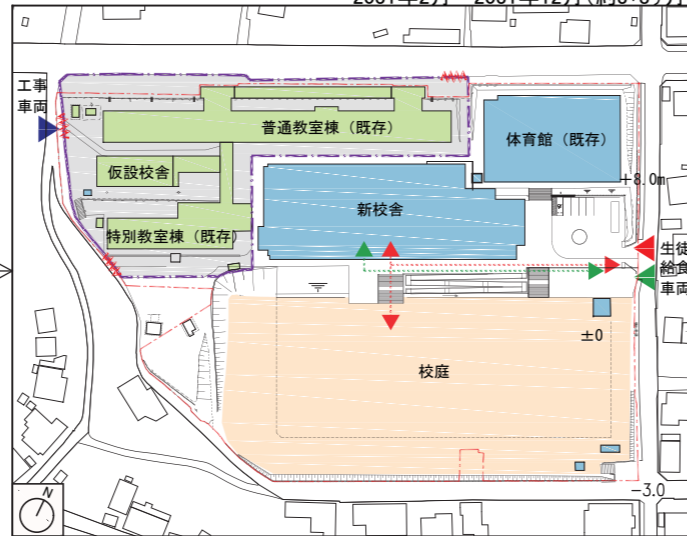 工事
車両
普通教室棟（既存）
体育館（既存）
仮設校舎
+8.0m
新校舎
特別教室棟（既存）
生徒
給食
車両
±0
校庭
-3.0
N